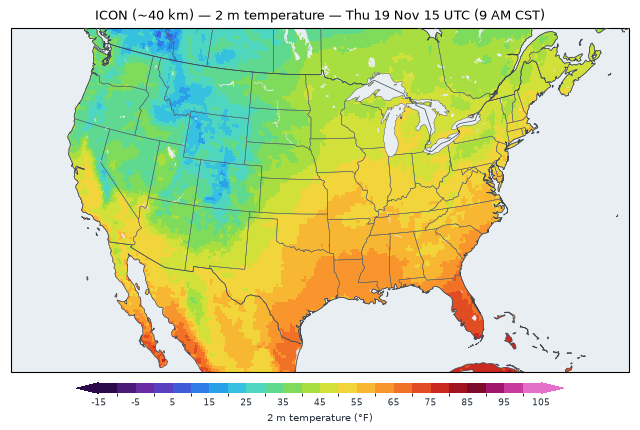 ICON (~40 km) — 2 m temperature — Thu 19 Nov 15 UTC (9 AM CST)
-15 -5 5 15 25 35 45 55 65 75 85 95 105
2 m temperature (°F)